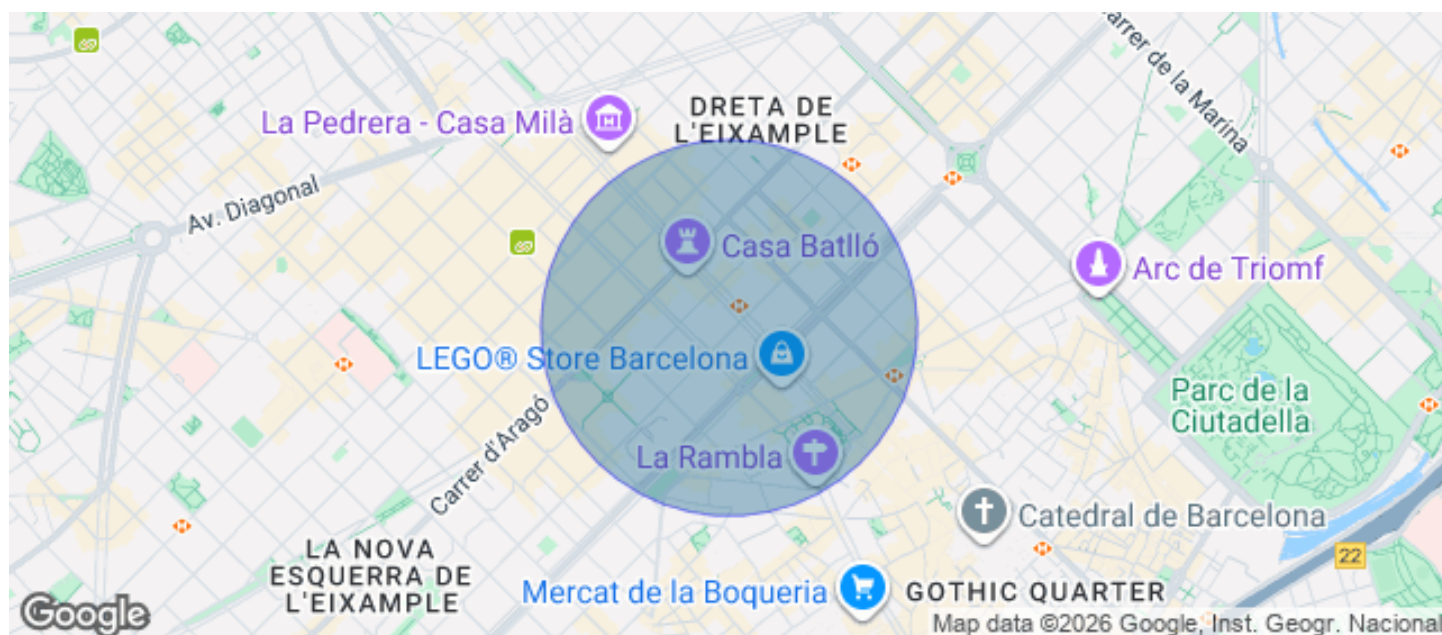 Carrer de la Marina
DRETA DE
L'EIXAMPLE
La Pedrera - Casa Milà
Av. Diagonal
Casa Batlló
Arc de Triomf
LEGO® Store Barcelona
Parc de la
Ciutadella
Carrer d'Aragó
La Rambla
Catedral de Barcelona
LA NOVA
ESQUERRA DE
L'EIXAMPLE
22
Mercat de la Boqueria
GOTHIC QUARTER
Google
Map data ©2026 Google, Inst. Geogr. Nacional